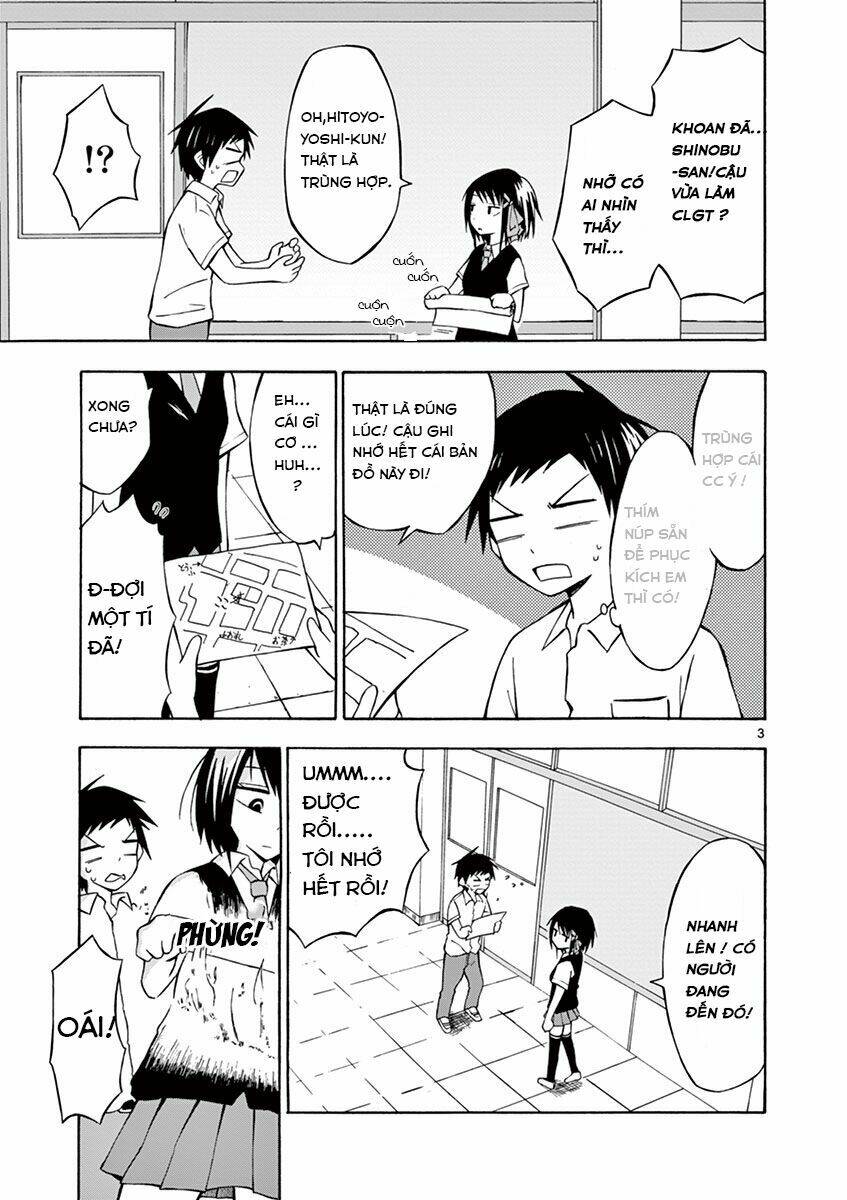 KHOAN ĐÃ...
SHINOBU
-SAN!CẬU
VỪA LÀM
CLGT ?
NHỠ CÓ
AI NHÌN
THẤY
THÌ...
OH,HITOYO-
YOSHI-KUN!
THẬT LÀ
TRÙNG HỢP.
cuốn
cuốn
cuộn
cuộn
!?
TRÙNG
HỢP CÁI
CC Ý !
THÍM
NÚP SẴN
ĐỂ PHỤC
KÍCH EM
THÌ CÓ!
THẬT LÀ ĐÚNG
LÚC! CẬU GHI
NHỚ HẾT CÁI BẢN
ĐỒ NÀY ĐI!
EH...
CÁI GÌ
CƠ ...
HUH...
?
XONG
CHƯA?
Đ-ĐỢI
MỘT TÍ
ĐÃ!
3
NHANH
LÊN ! CÓ
NGƯỜI
ĐANG
ĐẾN ĐÓ!
UMMM....
ĐƯỢC
RỒI.....
TÔI NHỚ
HẾT RỒI!
PHỪNG!
OÁI!